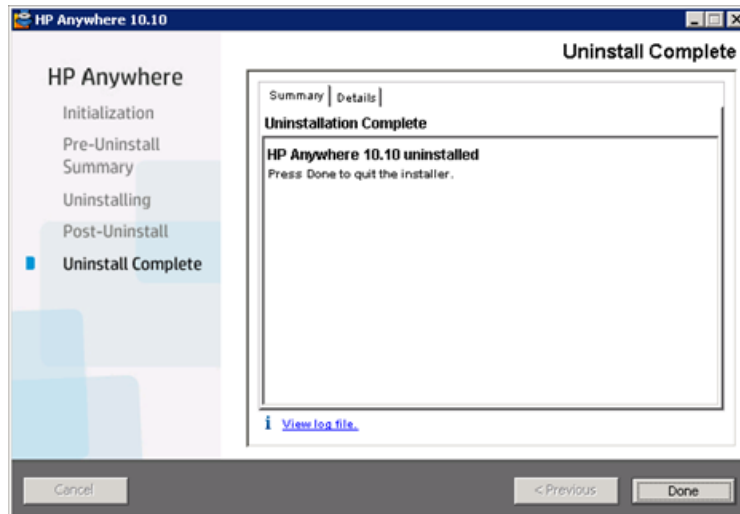 HP Anywhere 10.10
Uninstall Complete
HP Anywhere
Initialization
Pre-Uninstall
Summary
Uninstalling
Post-Uninstall
Uninstall Complete
Summary
Details
Uninstallation Complete
HP Anywhere 10.10 uninstalled
Press Done to quit the installer.
i View log file.
Cancel
< Previous
Done